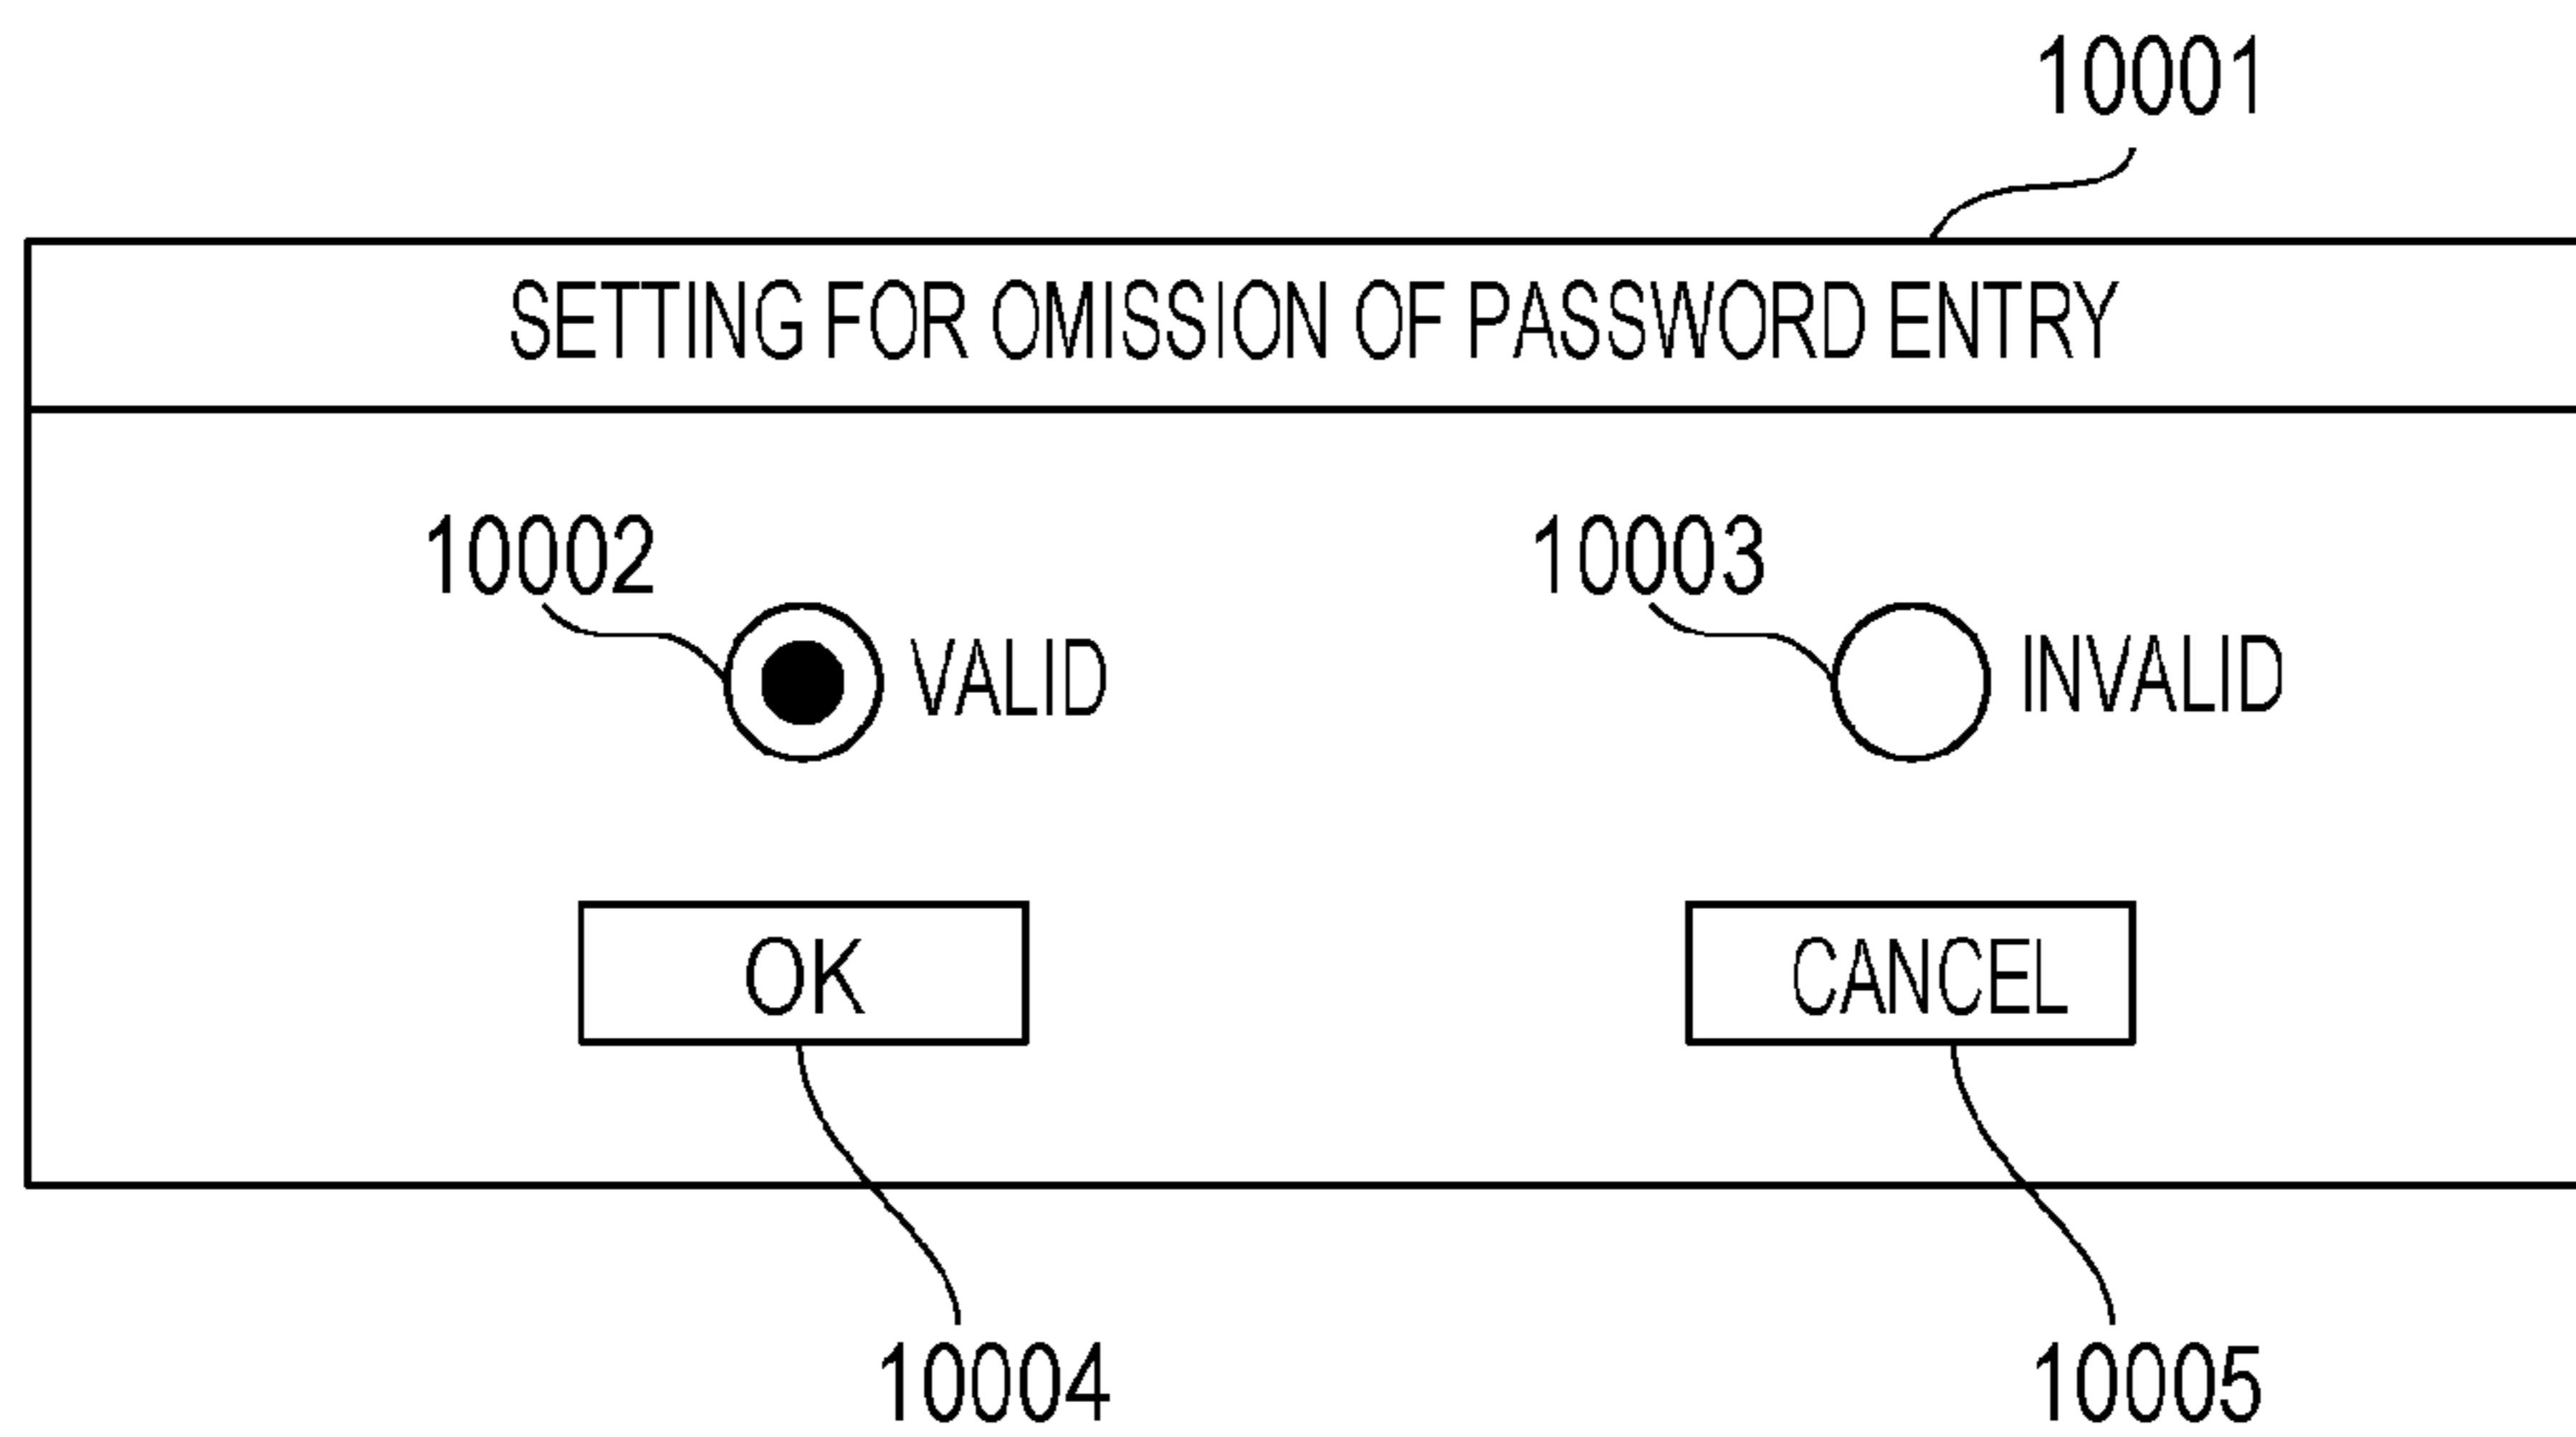 10001
SETTING FOR OMISSION OF PASSWORD ENTRY
10002
10003
VALID
INVALID
OK
CANCEL
10004
10005